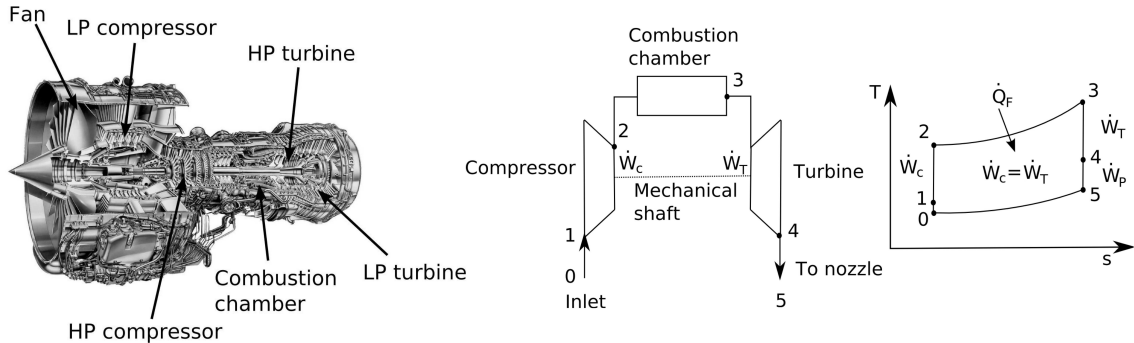 Fan
LP compressor
HP turbine
Combustion
chamber
LP turbine
HP compressor
Combustion
chamber
3
2
Ẇc
ẆT
Compressor
Turbine
Mechanical
shaft
1
4
0
To nozzle
Inlet
5
T
Q̇F
3
2
ẆT
Ẇc
Ẇc=ẆT
4
ẆP
1
5
0
s